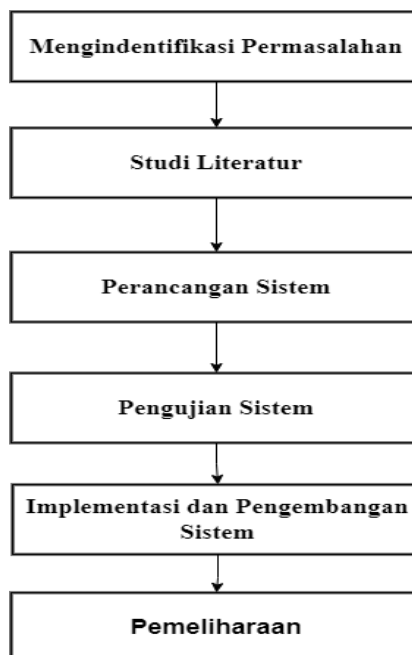 Mengindentifikasi Permasalahan
Studi Literatur
Perancangan Sistem
Pengujian Sistem
Implementasi dan Pengembangan
Sistem
Pemeliharaan